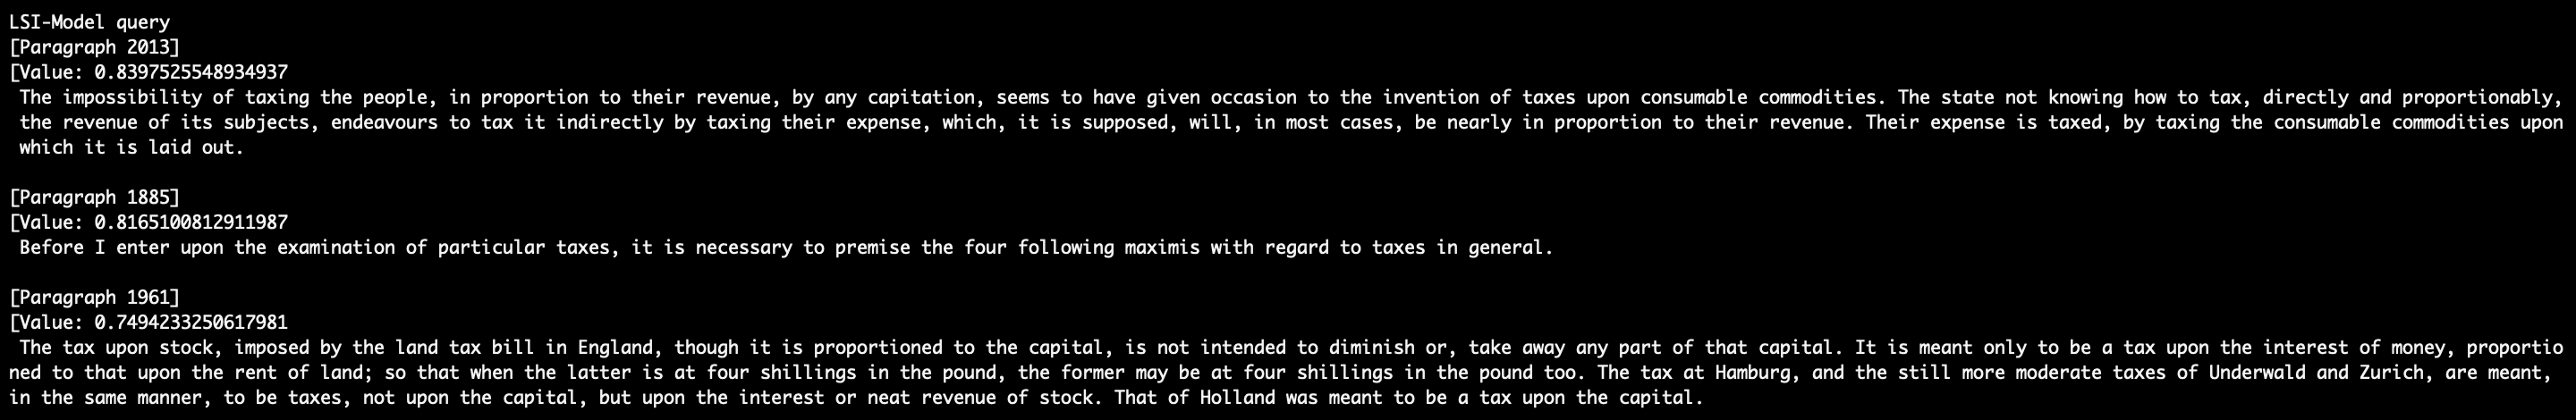 LSI-Model query
[Paragraph 2013]
[Value: 0.8397525548934937
The impossibility of taxing the people, in proportion to their revenue, by any capitation, seems to have given occasion to the invention of taxes upon consumable commodities. The state not knowing how to tax, directly and proportionably,
the revenue of its subjects, endeavours to tax it indirectly by taxing their expense, which, it is supposed, will, in most cases, be nearly in proportion to their revenue. Their expense is taxed, by taxing the consumable commodities upon
which it is laid out.
[Paragraph 1885]
[Value: 0.8165100812911987
Before I enter upon the examination of particular taxes, it is necessary to premise the four following maximis with regard to taxes in general.
[Paragraph 1961]
[Value: 0.7494233250617981
The tax upon stock, imposed by the land tax bill in England, though it is proportioned to the capital, is not intended to diminish or, take away any part of that capital. It is meant only to be a tax upon the interest of money, proportio
ned to that upon the rent of land; so that when the latter is at four shillings in the pound, the former may be at four shillings in the pound too. The tax at Hamburg, and the still more moderate taxes of Underwald and Zurich, are meant,
in the same manner, to be taxes, not upon the capital, but upon the interest or neat revenue of stock. That of Holland was meant to be a tax upon the capital.